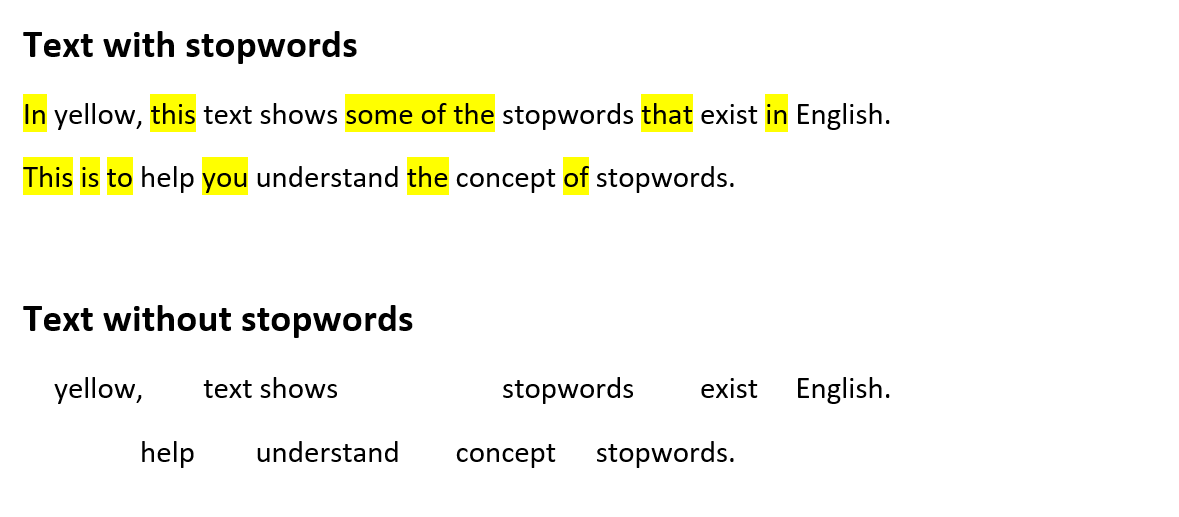 Text with stopwords
In yellow, this text shows some of the stopwords that exist in English.
This is to help you understand the concept of stopwords.
Text without stopwords
yellow, text shows stopwords exist English.
help understand concept stopwords.